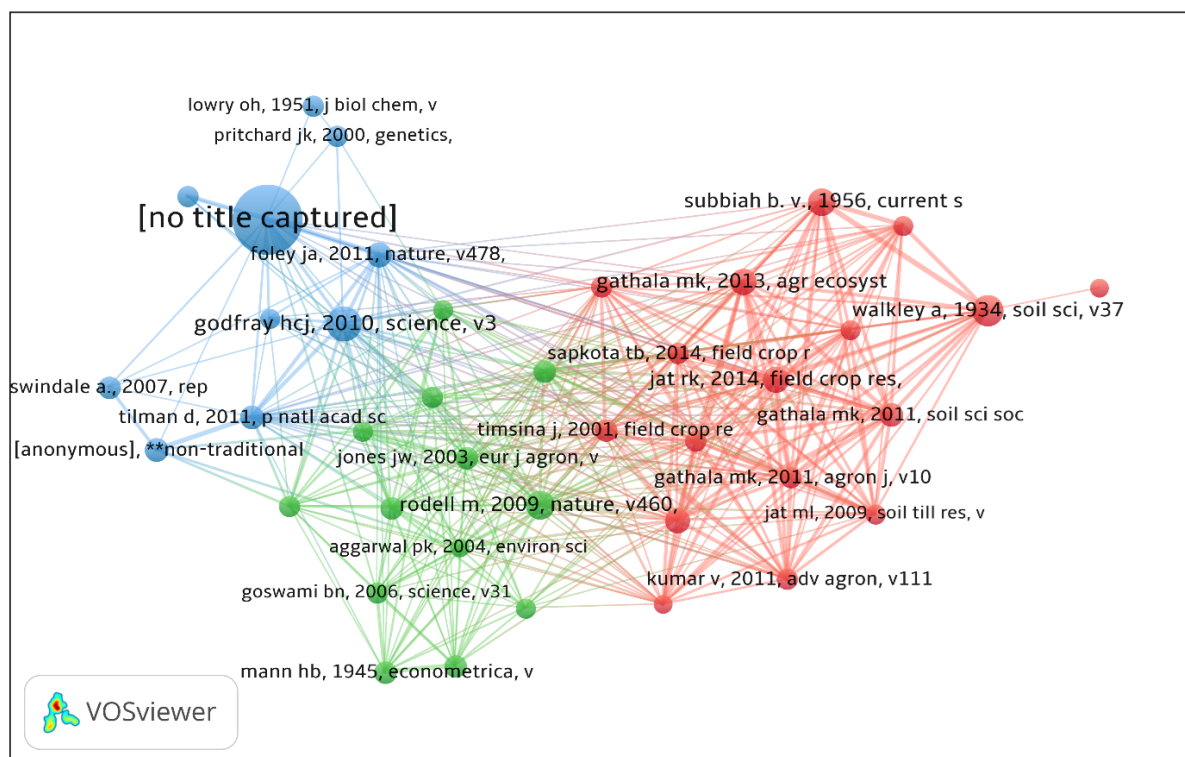 lowry oh, 1951, j biol chem, v
pritchard jk, 2000, genetics,
subbiah b. v., 1956, current s
[no title captured]
foley ja, 2011, nature, v478,
gathala mk, 2013, agr ecosyst
walkley a, 1934, soil sci, v37
godfray hcj, 2010, science, v3
sapkota tb, 2014, field crop r
jat rk, 2014, field crop res,
swindale a., 2007, rep
tilman d, 2011, p natl acad sc
gathala mk, 2011, soil sci soc
timsina j, 2001, field crop re
[anonymous], **non-traditional
jones jw, 2003, eur j agron, v
gathala mk, 2011, agron j, v10
rodell m, 2009, nature, v460,
jat ml, 2009, soil till res, v
aggarwal pk, 2004, environ sci
kumar v, 2011, adv agron, v111
goswami bn, 2006, science, v31
mann hb, 1945, econometrica, v
VOSviewer